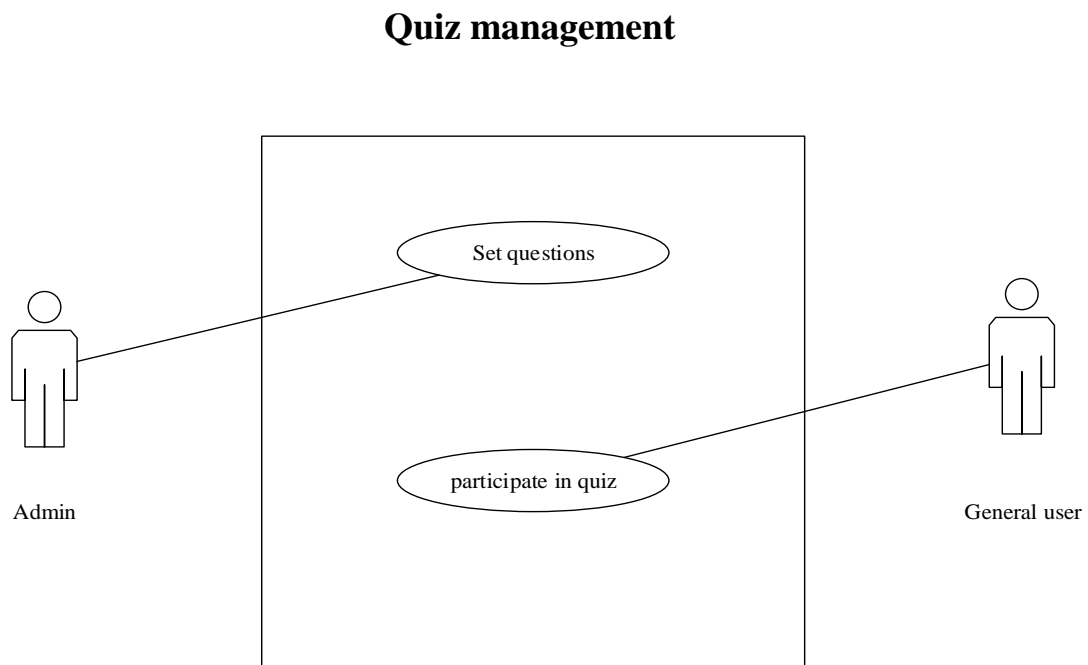 Quiz management
Set questions
participate in quiz
Admin
General user